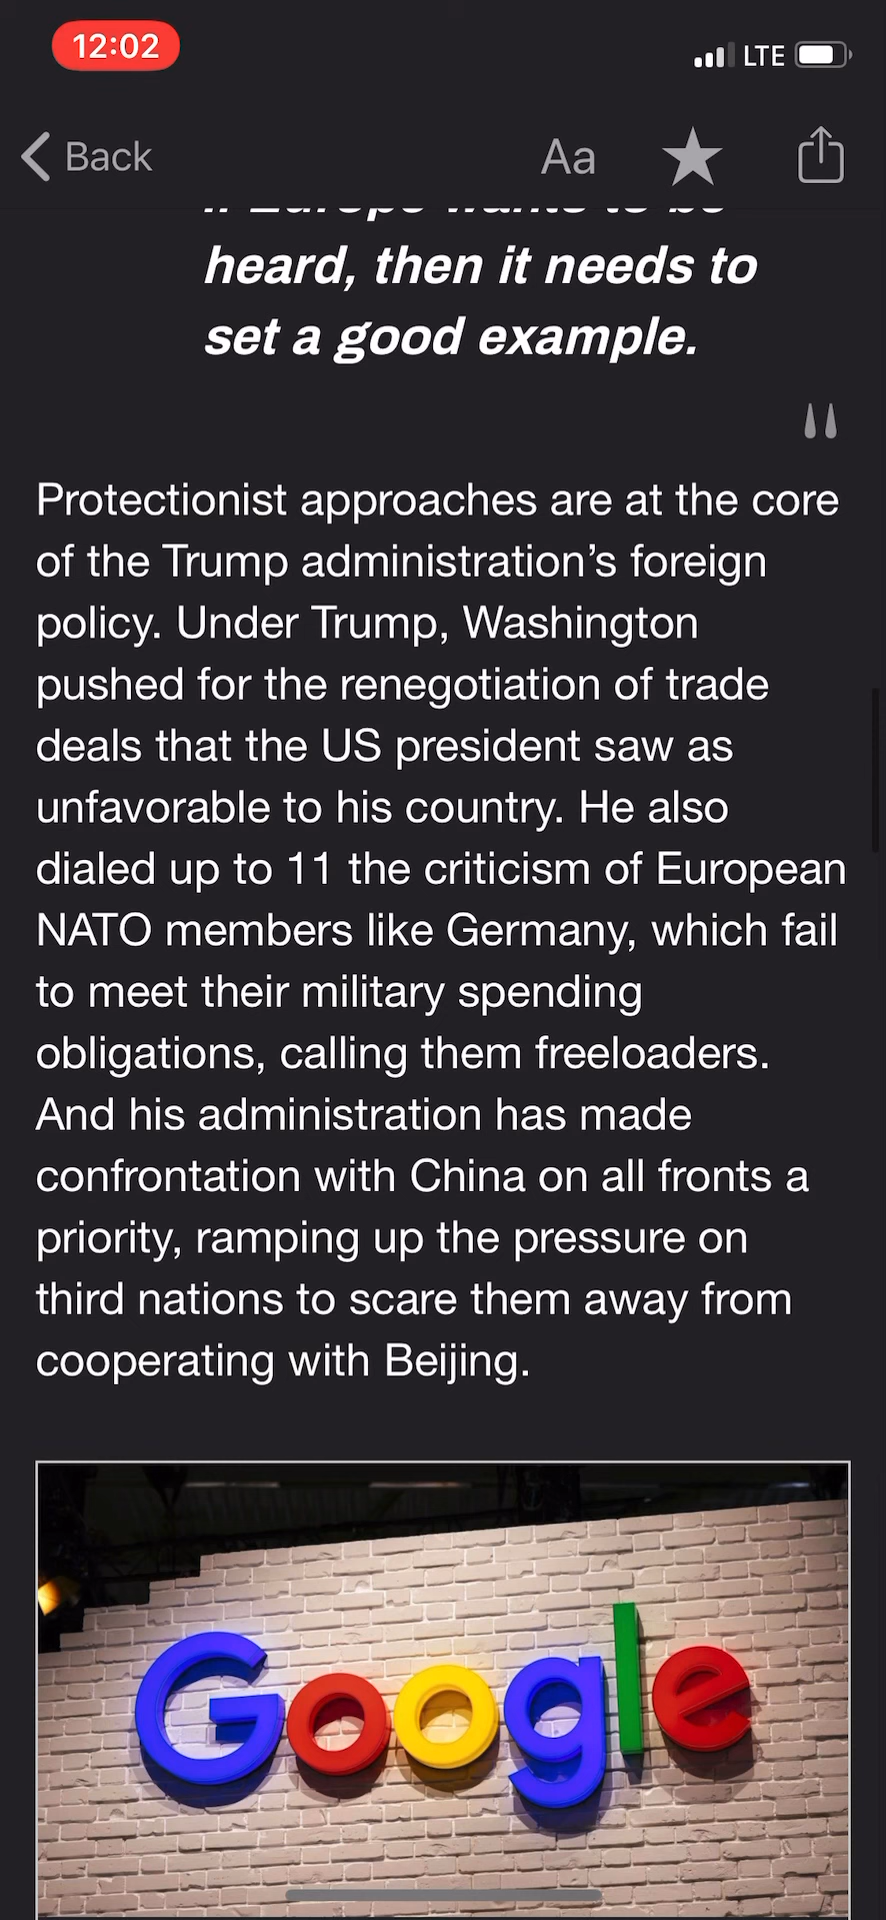 12:02
LTE
Back
Aa
if Europe wants to be
heard, then it needs to
set a good example.
"
Protectionist approaches are at the core
of the Trump administration’s foreign
policy. Under Trump, Washington
pushed for the renegotiation of trade
deals that the US president saw as
unfavorable to his country. He also
dialed up to 11 the criticism of European
NATO members like Germany, which fail
to meet their military spending
obligations, calling them freeloaders.
And his administration has made
confrontation with China on all fronts a
priority, ramping up the pressure on
third nations to scare them away from
cooperating with Beijing.
Google